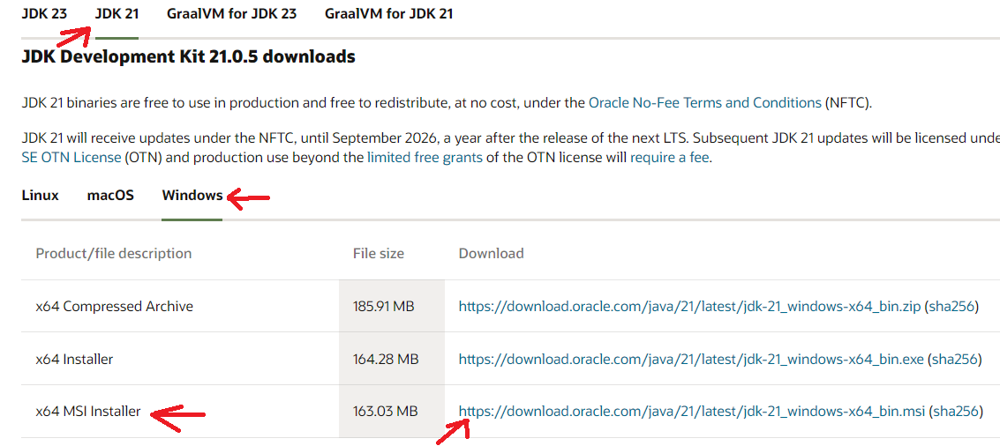 JDK 23 JDK 21 GraalVM for JDK 23 GraalVM for JDK 21
JDK Development Kit 21.0.5 downloads
JDK 21 binaries are free to use in production and free to redistribute, at no cost, under the Oracle No-Fee Terms and Conditions (NFTC).
JDK 21 will receive updates under the NFTC, until September 2026, a year after the release of the next LTS. Subsequent JDK 21 updates will be licensed unde
SE OTN License (OTN) and production use beyond the limited free grants of the OTN license will require a fee.
Linux macOS Windows
Product/file description File size Download
x64 Compressed Archive 185.91 MB https://download.oracle.com/java/21/latest/jdk-21_windows-x64_bin.zip (sha256)
x64 Installer 164.28 MB https://download.oracle.com/java/21/latest/jdk-21_windows-x64_bin.exe (sha256)
x64 MSI Installer 163.03 MB https://download.oracle.com/java/21/latest/jdk-21_windows-x64_bin.msi (sha256)